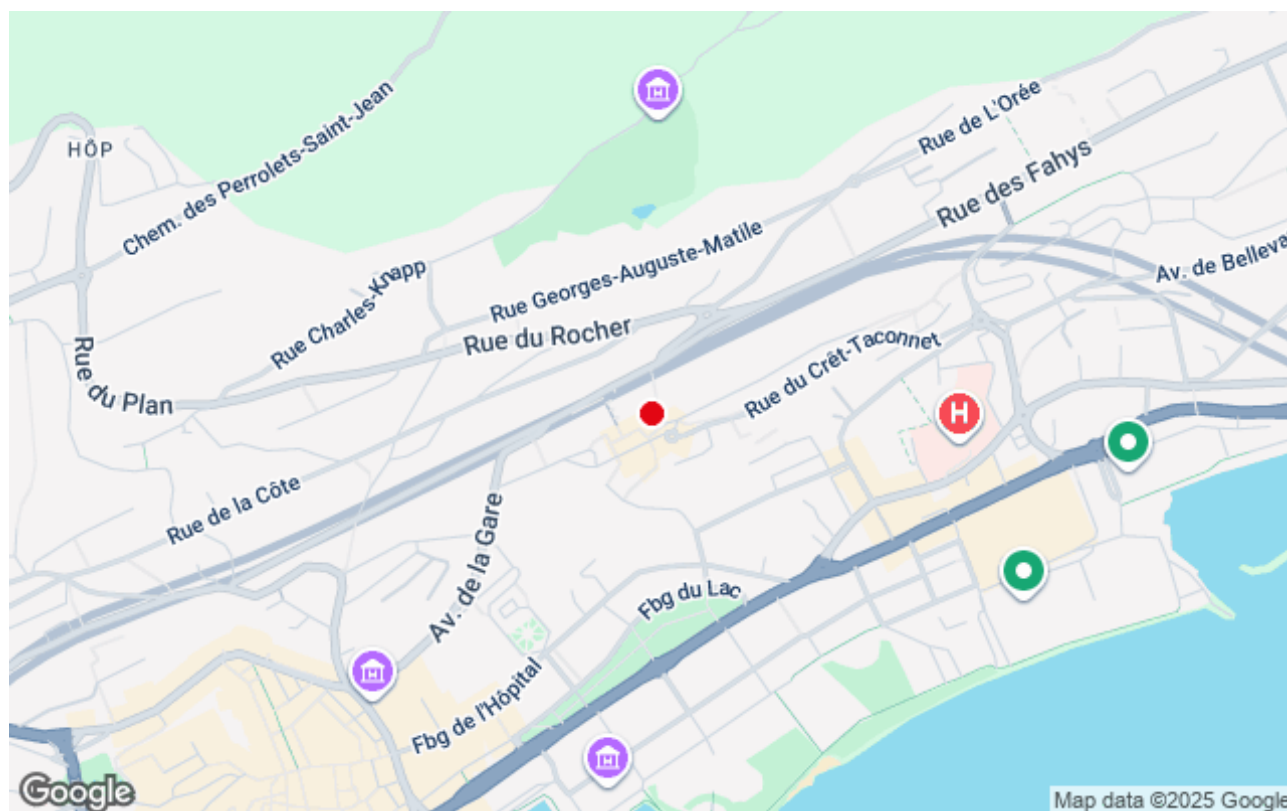 Rue de L'Orée
HÔP
Chem. des Perrolets-Saint-Jean
Rue des Fahys
Rue Charles-Knapp
Rue Georges-Auguste-Matile
Av. de Belleva
Rue du Rocher
Rue du Plan
Rue du Crêt-Taconnet
H
Rue de la Côte
Av. de la Gare
Fbg du Lac
Fbg de l'Hôpital
Google
Map data ©2025 Google